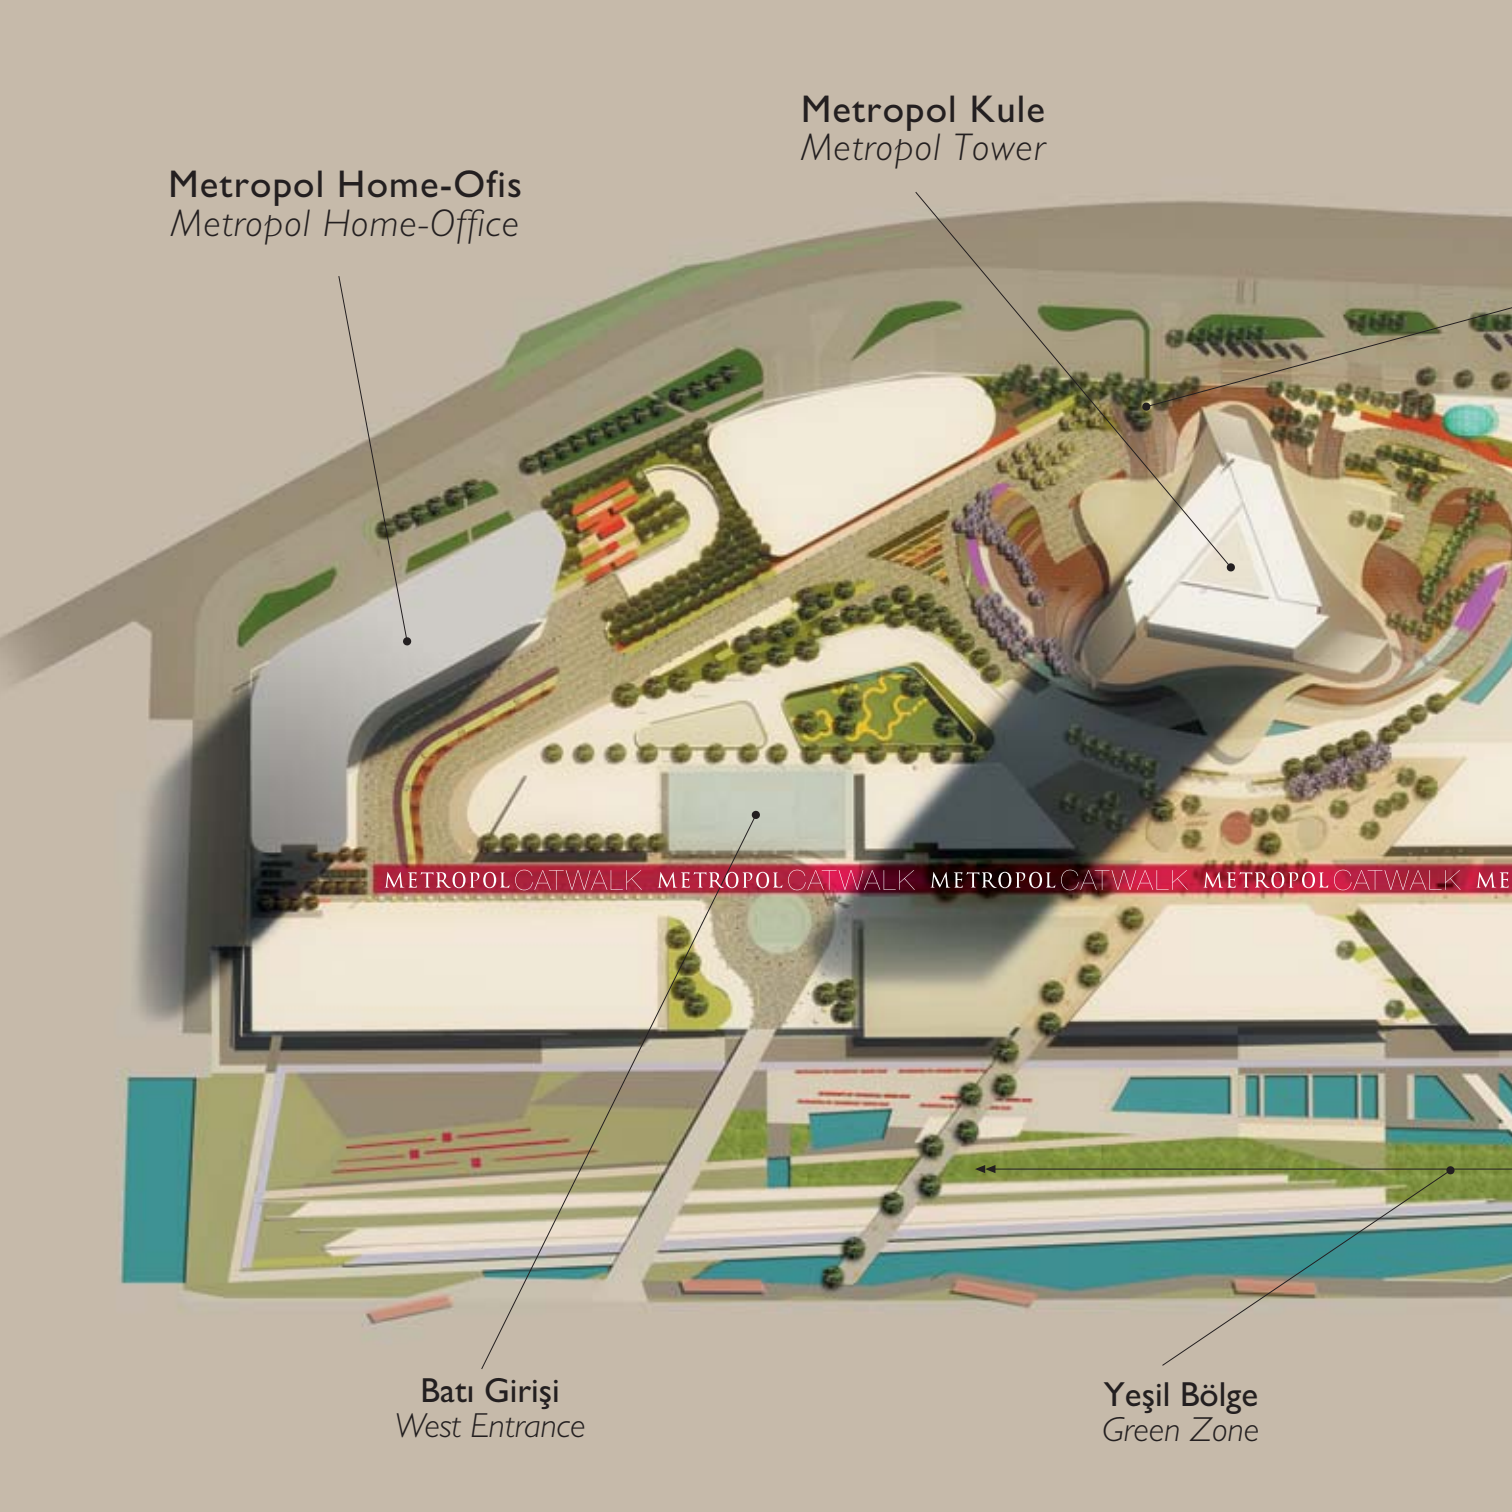 Metropol Kule
Metropol Tower
Metropol Home-Ofis
Metropol Home-Office
METROPOL CATWALK METROPOL CATWALK METROPOL CATWALK METROPOL CATWALK ME
Batı Girişi
West Entrance
Yeşil Bölge
Green Zone